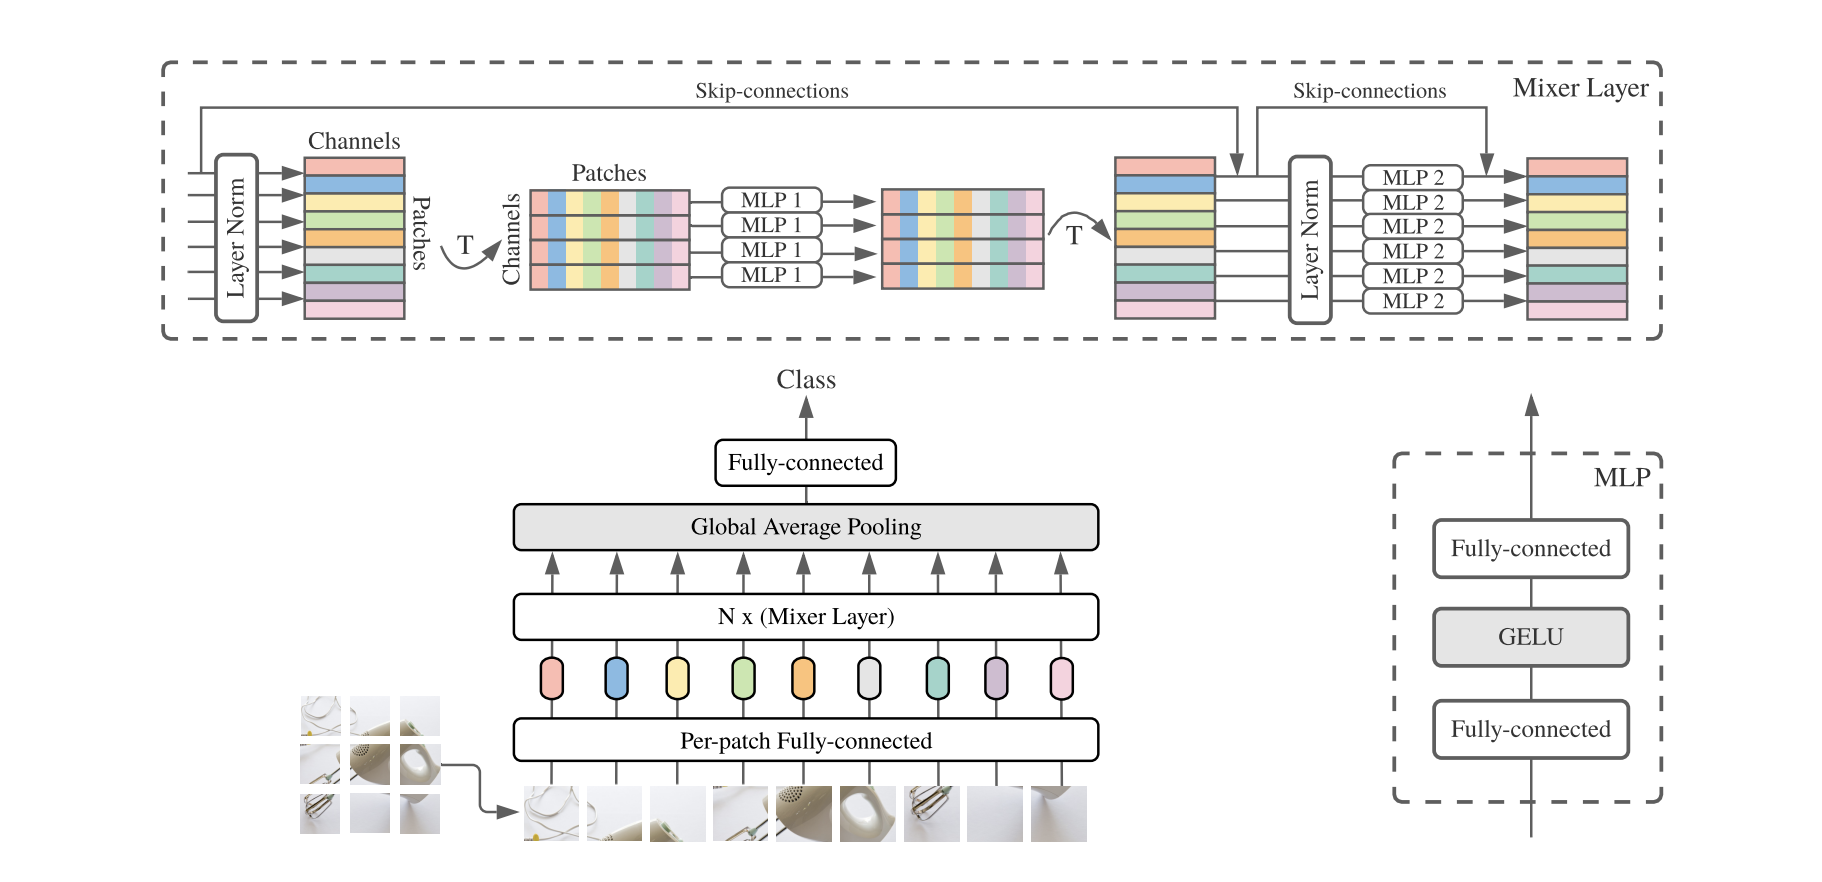 Mixer Layer
Skip-connections
Skip-connections
Channels
Patches
Layer Norm
T
Patches
Channels
MLP 1
MLP 1
MLP 1
MLP 1
T
Layer Norm
MLP 2
MLP 2
MLP 2
MLP 2
MLP 2
MLP 2
Class
Fully-connected
Global Average Pooling
N x (Mixer Layer)
Per-patch Fully-connected
MLP
Fully-connected
GELU
Fully-connected